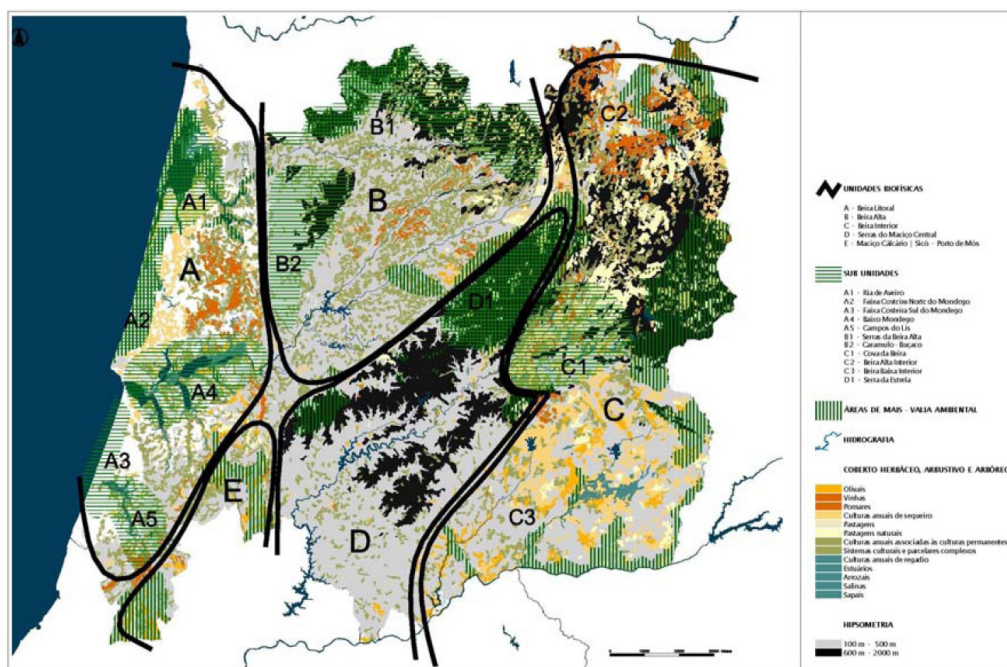 B1
C2
A1
B
A
B2
D1
A2
C1
A4
C
A3
E
A5
C3
D
UNIDADES BIOFÍSICAS
A - Beira Litoral
B - Beira Alta
C - Beira Interior
D - Serras do Maciço Central
E - Maciço Calcário | Sicó - Porto de Mós
SUB UNIDADES
A1 - Ria de Aveiro
A2 - Faixa Costeira Norte do Mondego
A3 - Faixa Costeira Sul do Mondego
A4 - Baixo Mondego
A5 - Campos do Lis
B1 - Serras da Beira Alta
B2 - Caramulo - Buçaco
C1 - Cova da Beira
C2 - Beira Alta Interior
C3 - Beira Baixa Interior
D1 - Serra da Estrela
ÁREAS DE MAIS - VALIA AMBIENTAL
HIDROGRAFIA
COBERTO HERBÁCEO, ARBUSTIVO E ARBÓREO
Olivais
Vinhas
Pomares
Culturas anuais de sequeiro
Pastagens
Pastagens naturais
Culturas anuais associadas às culturas permanentes
Sistemas culturais e parcelares complexos
Culturas anuais de regadio
Estuários
Arrozais
Salinas
Sapais
HIPSOMETRIA
100 m - 500 m
600 m - 2000 m